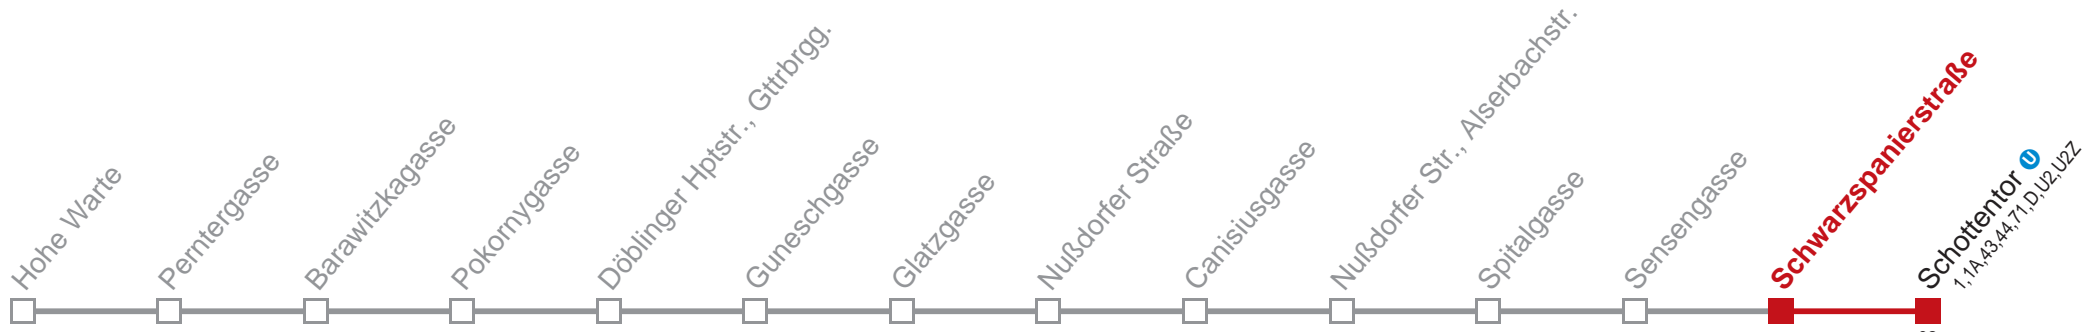 Hohe Warte
Perntergasse
Barawitzkagasse
Pokornygasse
Döblinger Hptstr., Gttrbrgg.
Guneschgasse
Glatzgasse
Nußdorfer Straße
Canisiusgasse
Nußdorfer Str., Alserbachstr.
Spitalgasse
Sensengasse
Schwarzspanierstraße
Schottentor U
1,1A,43,44,71,D,U2,U2Z